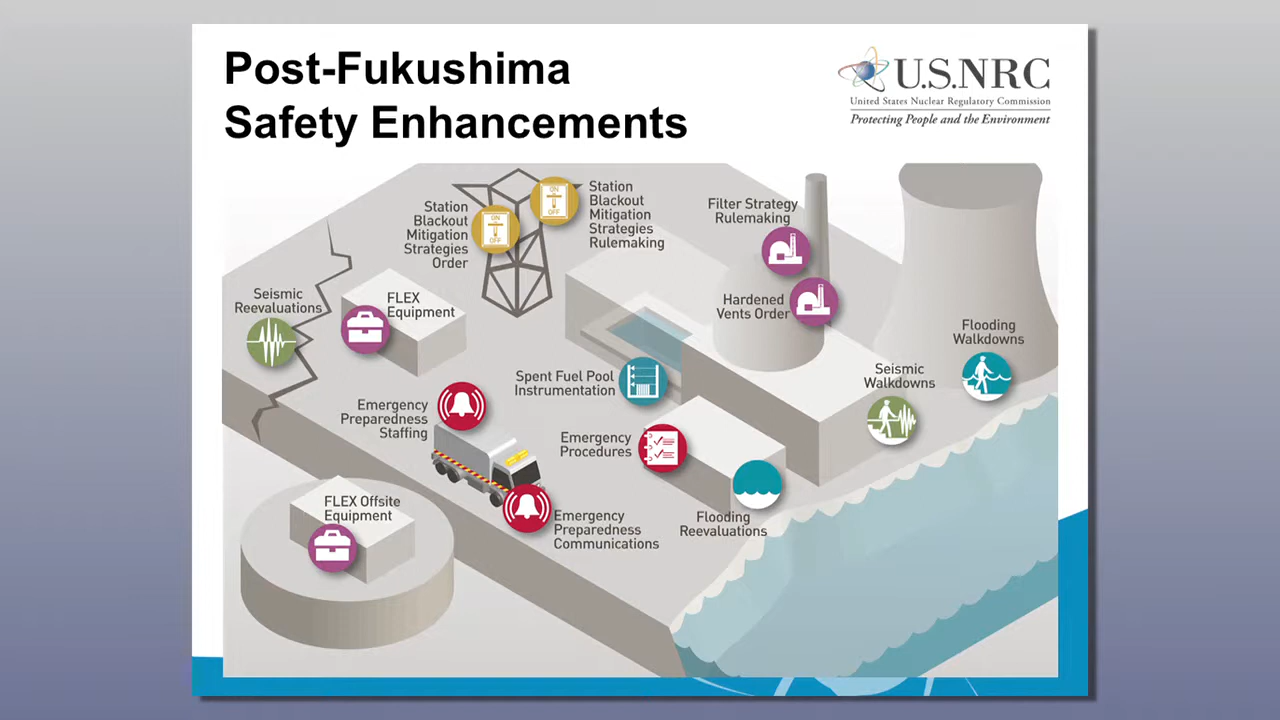 Post-Fukushima
Safety Enhancements
U.S.NRC
United States Nuclear Regulatory Commission
Protecting People and the Environment
Station
Blackout
Mitigation
Strategies
Order
ON
OFF
Station
Blackout
Mitigation
Strategies
Rulemaking
ON
OFF
Filter Strategy
Rulemaking
Hardened
Vents Order
Seismic
Reevaluations
FLEX
Equipment
Flooding
Walkdowns
Seismic
Walkdowns
Spent Fuel Pool
Instrumentation
Emergency
Preparedness
Staffing
Emergency
Procedures
FLEX Offsite
Equipment
Emergency
Preparedness
Communications
Flooding
Reevaluations